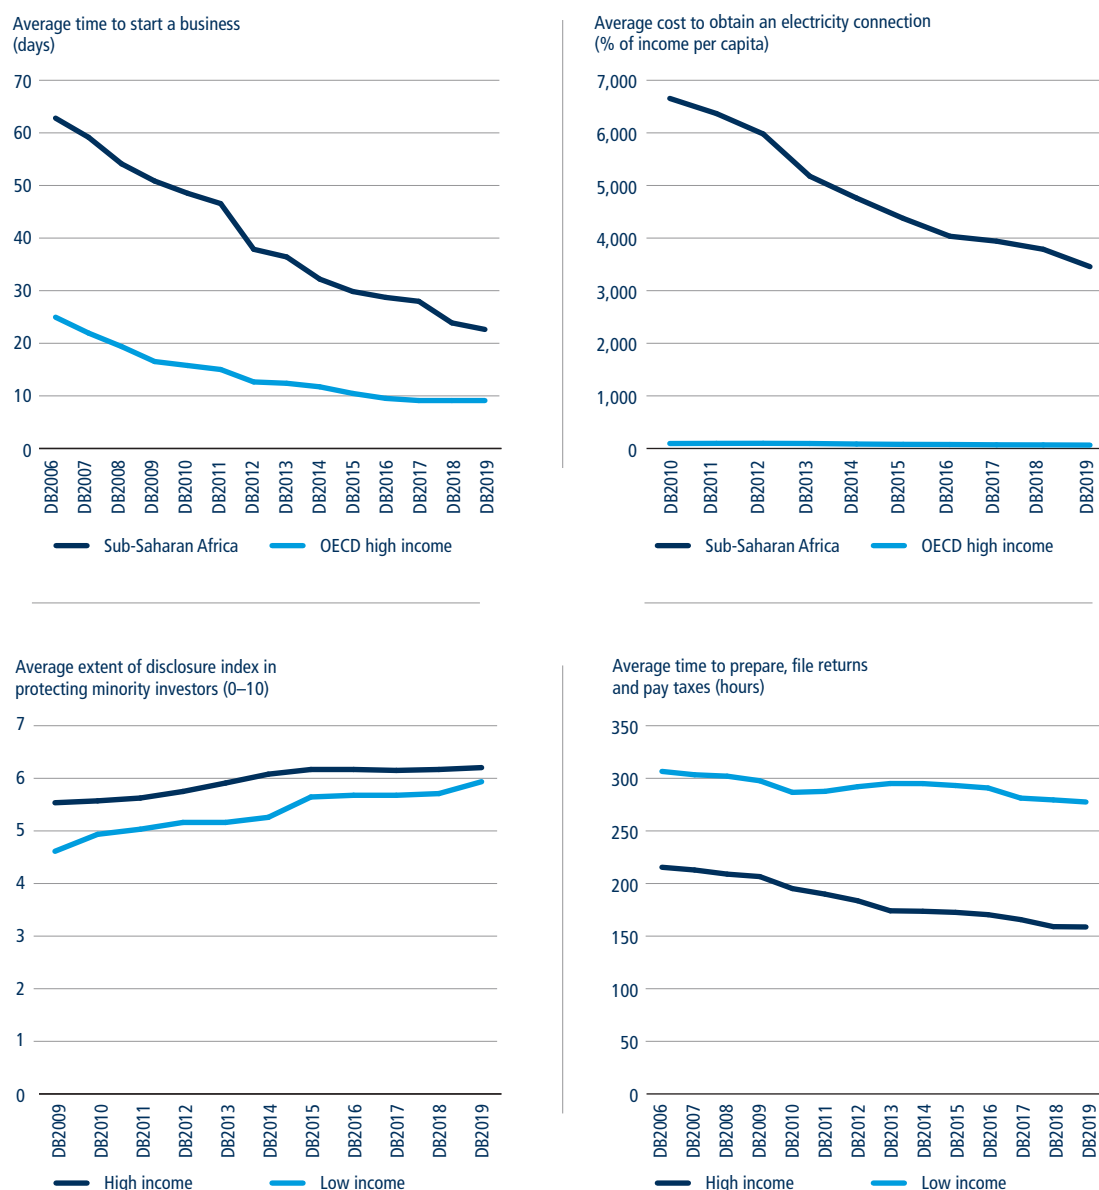 Average time to start a business
(days)
70
60
50
40
30
20
10
0
DB2006
DB2007
DB2008
DB2009
DB2010
DB2011
DB2012
DB2013
DB2014
DB2015
DB2016
DB2017
DB2018
DB2019
Sub-Saharan Africa
OECD high income
Average cost to obtain an electricity connection
(% of income per capita)
7,000
6,000
5,000
4,000
3,000
2,000
1,000
0
DB2010
DB2011
DB2012
DB2013
DB2014
DB2015
DB2016
DB2017
DB2018
DB2019
Sub-Saharan Africa
OECD high income
Average extent of disclosure index in
protecting minority investors (0–10)
7
6
5
4
3
2
1
0
DB2009
DB2010
DB2011
DB2012
DB2013
DB2014
DB2015
DB2016
DB2017
DB2018
DB2019
High income
Low income
Average time to prepare, file returns
and pay taxes (hours)
350
300
250
200
150
100
50
0
DB2006
DB2007
DB2008
DB2009
DB2010
DB2011
DB2012
DB2013
DB2014
DB2015
DB2016
DB2017
DB2018
DB2019
High income
Low income